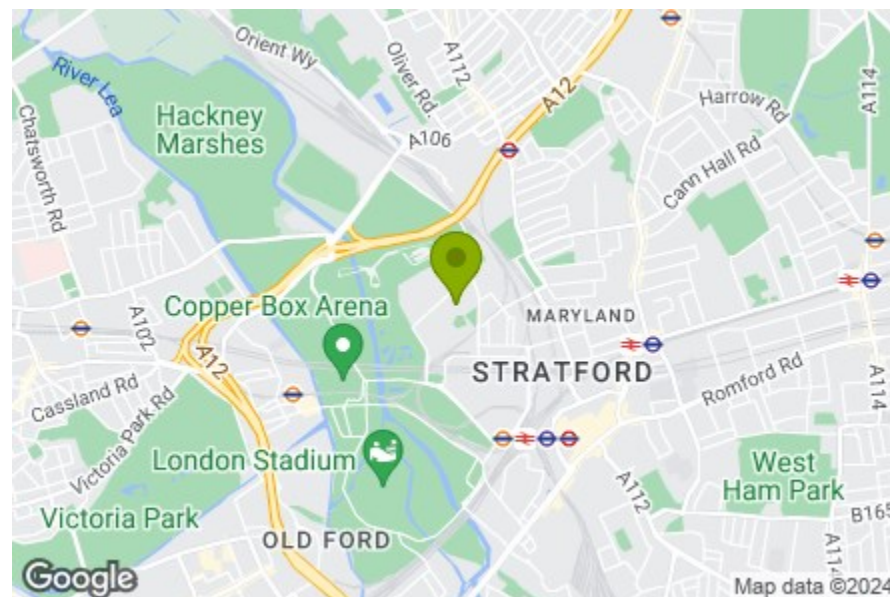 Orient Wy
Oliver Rd.
A112
A12
A114
River Lea
Hackney
Marshes
Harrow Rd
Chatsworth Rd
A106
Cann Hall Rd
Copper Box Arena
MARYLAND
A102
A12
STRATFORD
Cassland Rd
Romford Rd
A114
Victoria Park Rd
London Stadium
West
Ham Park
A112
Victoria Park
OLD FORD
B165
A114
Google
Map data ©2024